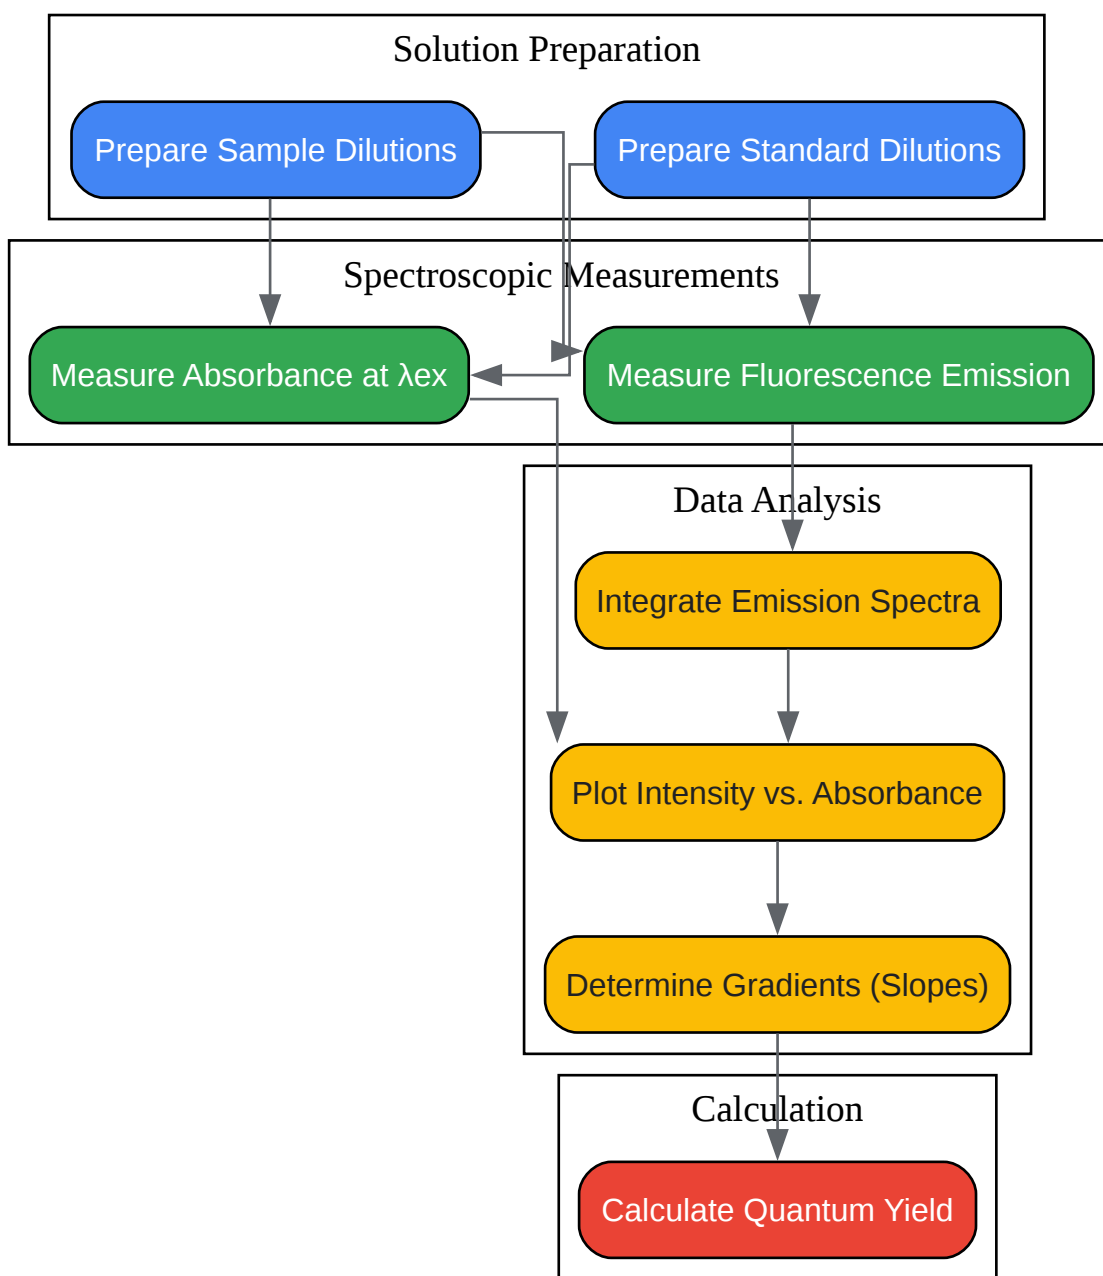 Solution Preparation
Prepare Sample Dilutions
Prepare Standard Dilutions
Spectroscopic Measurements
Measure Absorbance at λex
Measure Fluorescence Emission
Data Analysis
Integrate Emission Spectra
Plot Intensity vs. Absorbance
Determine Gradients (Slopes)
Calculation
Calculate Quantum Yield